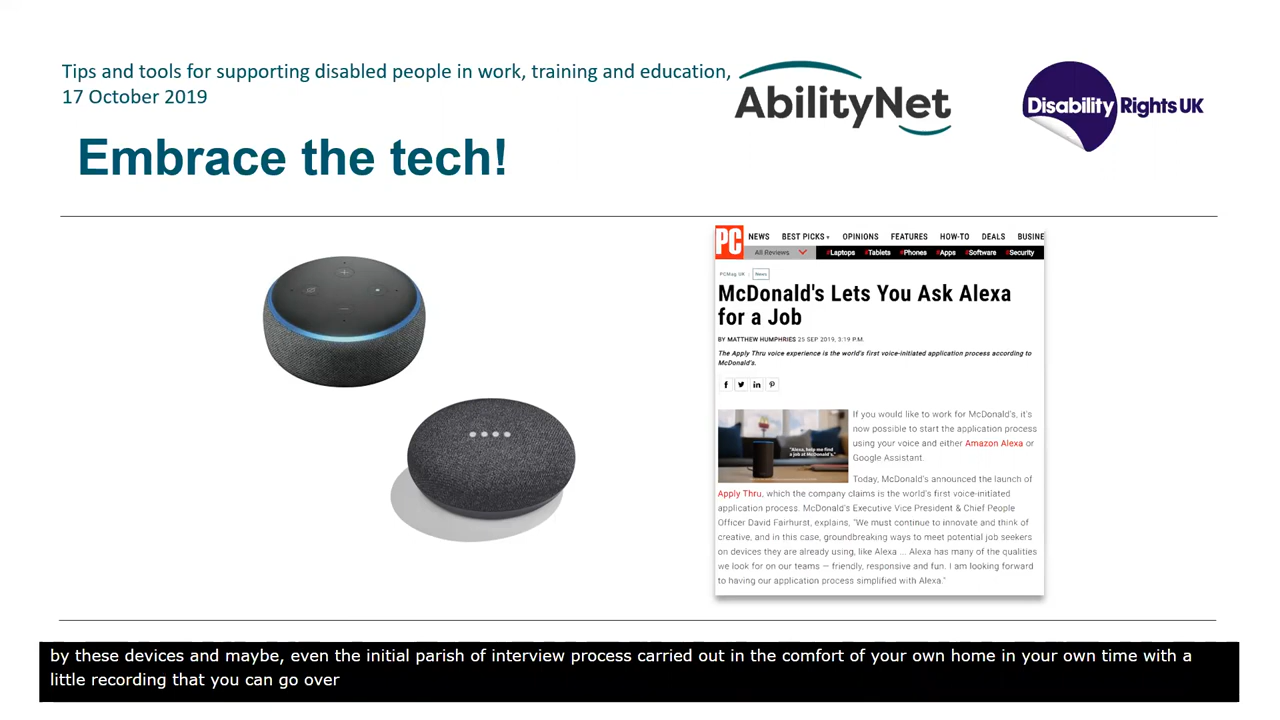 Tips and tools for supporting disabled people in work, training and education,
17 October 2019
AbilityNet
Disability Rights UK
Embrace the tech!
PC
NEWS BEST PICKS OPINIONS FEATURES HOW-TO DEALS BUSINE
All Reviews #Laptops #Tablets #Phones #Apps #Software #Security
PCMag UK News
McDonald's Lets You Ask Alexa
for a Job
BY MATTHEW HUMPHRIES 25 SEP 2019, 3:19 P.M.
The Apply Thru voice experience is the world's first voice-initiated application process according to
McDonald's.
"Alexa, help me find
a job at McDonald's."
If you would like to work for McDonald's, it's
now possible to start the application process
using your voice and either Amazon Alexa or
Google Assistant.
Today, McDonald's announced the launch of
Apply Thru, which the company claims is the world's first voice-initiated
application process. McDonald's Executive Vice President & Chief People
Officer David Fairhurst, explains, "We must continue to innovate and think of
creative, and in this case, groundbreaking ways to meet potential job seekers
on devices they are already using, like Alexa ... Alexa has many of the qualities
we look for on our teams — friendly, responsive and fun. I am looking forward
to having our application process simplified with Alexa."
by these devices and maybe, even the initial parish of interview process carried out in the comfort of your own home in your own time with a
little recording that you can go over